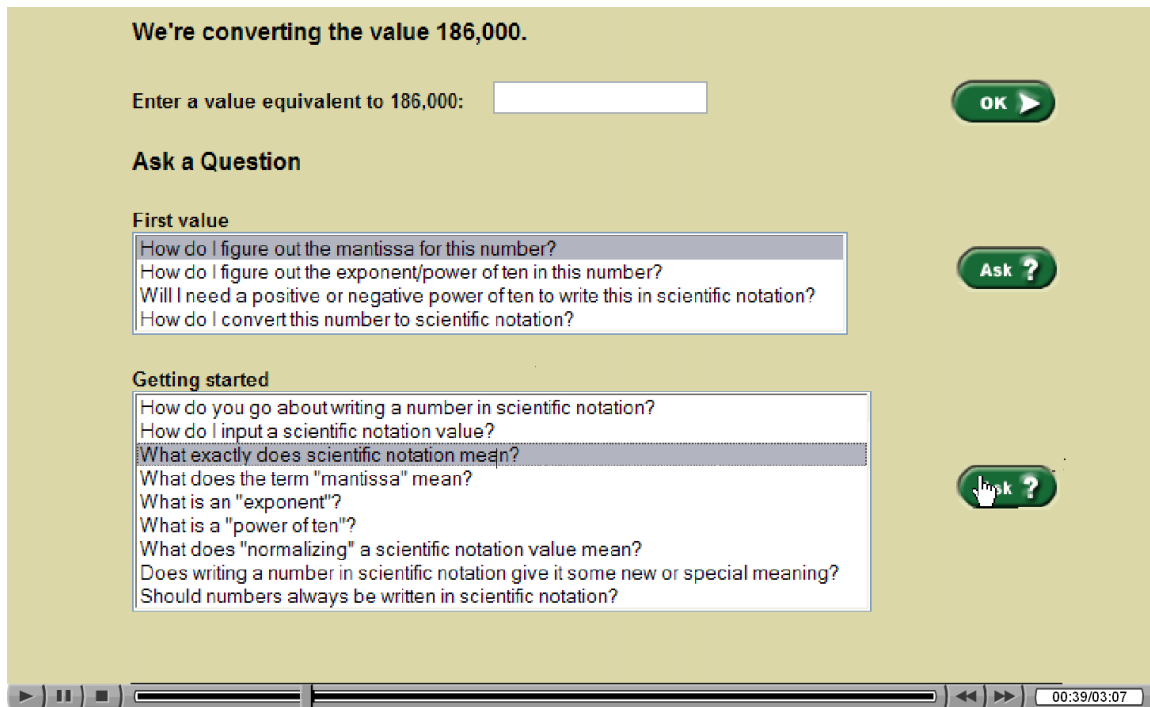 We're converting the value 186,000.
Enter a value equivalent to 186,000:
OK
Ask a Question
First value
How do I figure out the mantissa for this number?
How do I figure out the exponent/power of ten in this number?
Will I need a positive or negative power of ten to write this in scientific notation?
How do I convert this number to scientific notation?
Ask ?
Getting started
How do you go about writing a number in scientific notation?
How do I input a scientific notation value?
What exactly does scientific notation mean?
What does the term "mantissa" mean?
What is an "exponent"?
What is a "power of ten"?
What does "normalizing" a scientific notation value mean?
Does writing a number in scientific notation give it some new or special meaning?
Should numbers always be written in scientific notation?
Ask ?
00:39/03:07